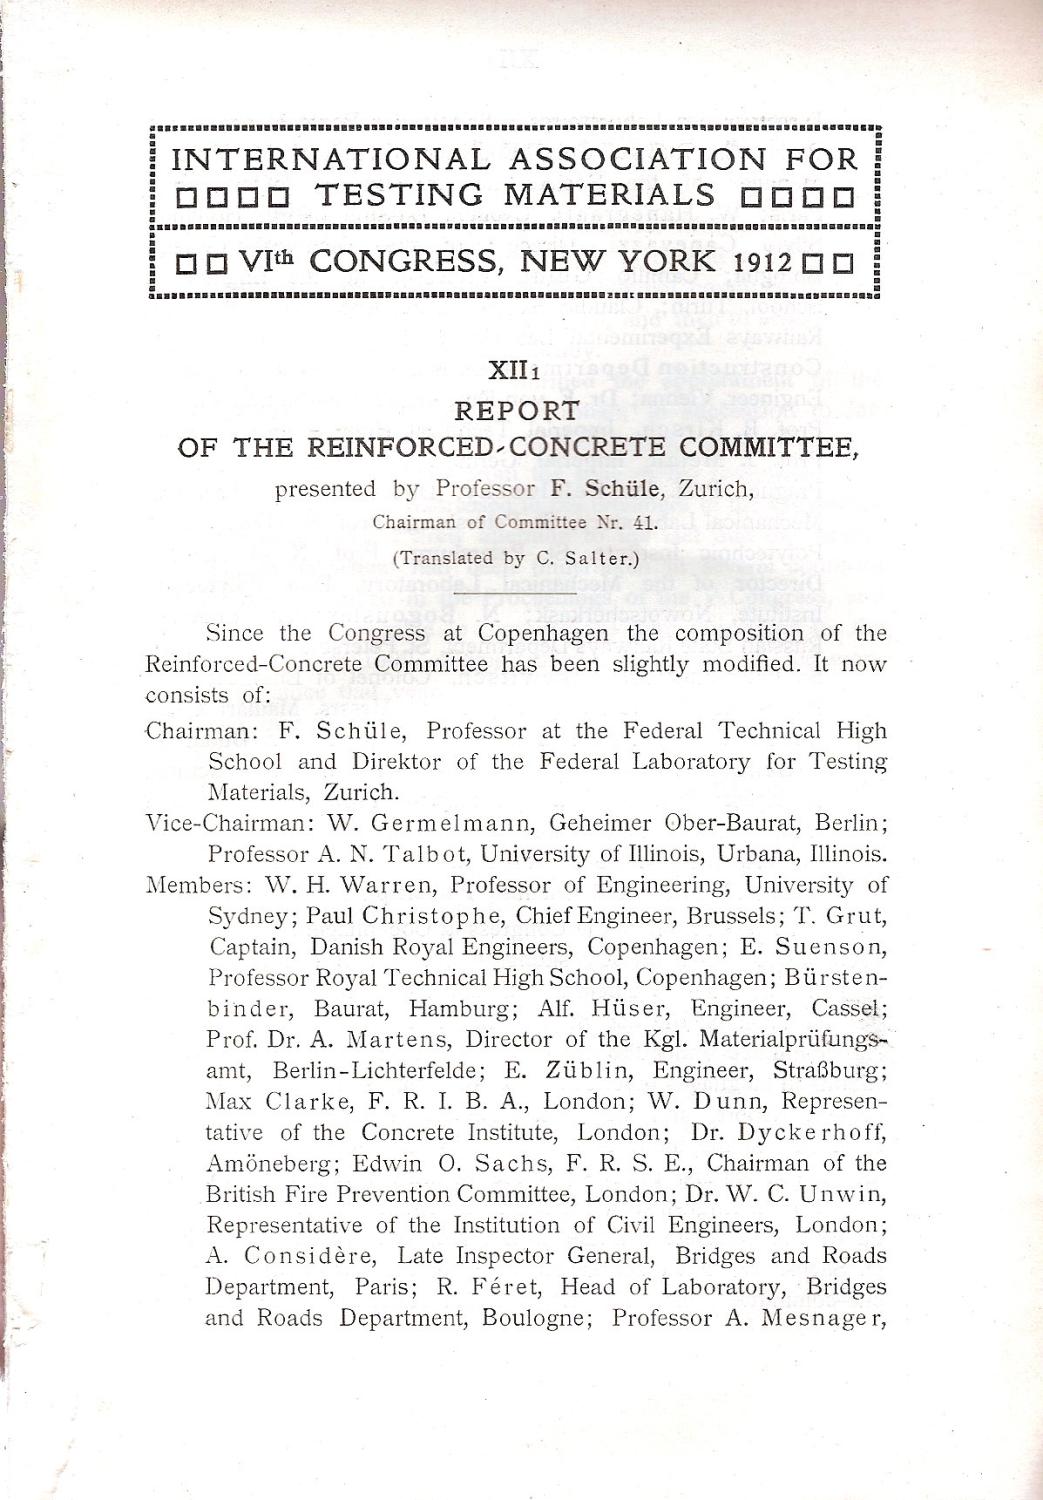 INTERNATIONAL ASSOCIATION FOR
TESTING MATERIALS
VIth CONGRESS, NEW YORK 1912
XII1
REPORT
OF THE REINFORCED-CONCRETE COMMITTEE,
presented by Professor F. Schüle, Zurich,
Chairman of Committee Nr. 41.
(Translated by C. Salter.)
Since the Congress at Copenhagen the composition of the
Reinforced-Concrete Committee has been slightly modified. It now
consists of:
Chairman: F. Schüle, Professor at the Federal Technical High
School and Direktor of the Federal Laboratory for Testing
Materials, Zurich.
Vice-Chairman: W. Germelmann, Geheimer Ober-Baurat, Berlin;
Professor A. N. Talbot, University of Illinois, Urbana, Illinois.
Members: W. H. Warren, Professor of Engineering, University of
Sydney; Paul Christophe, Chief Engineer, Brussels; T. Grut,
Captain, Danish Royal Engineers, Copenhagen; E. Suenson,
Professor Royal Technical High School, Copenhagen; Bürsten-
binder, Baurat, Hamburg; Alf. Hüser, Engineer, Cassel;
Prof. Dr. A. Martens, Director of the Kgl. Materialprüfungs-
amt, Berlin-Lichterfelde; E. Züblin, Engineer, Straßburg;
Max Clarke, F. R. I. B. A., London; W. Dunn, Represen-
tative of the Concrete Institute, London; Dr. Dyckerhoff,
Amöneberg; Edwin O. Sachs, F. R. S. E., Chairman of the
British Fire Prevention Committee, London; Dr. W. C. Unwin,
Representative of the Institution of Civil Engineers, London;
A. Considère, Late Inspector General, Bridges and Roads
Department, Paris; R. Féret, Head of Laboratory, Bridges
and Roads Department, Boulogne; Professor A. Mesnager,